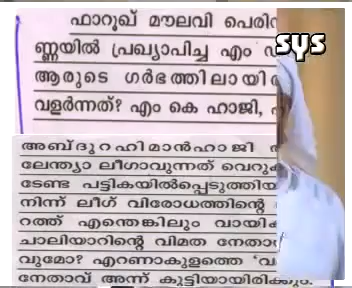 ഫാറൂഖ് മൗലവി പെരി
ണ്ണയിൽ പ്രഖ്യാപിച്ച എം
sys
ആരുടെ ഗർഭത്തിലായി
വളർന്നത്? എം കെ ഹാജി,
അബ്ദുറഹിമാൻഹാജി
ലേന്ത്യാ ലീഗാവുന്നത് വെറു
ടേണ്ട പട്ടികയിൽപ്പെടുത്തിയ
നിന്ന് ലീഗ് വിരോധത്തിന്റെ
റത്ത് എന്തെങ്കിലും വായി
ചാലിയാറിന്റെ വിമത നേതാ
വുമോ? എറണാകുളത്തെ 'വ
നേതാവ് അന്ന് കുട്ടിയായിരിക്കും.